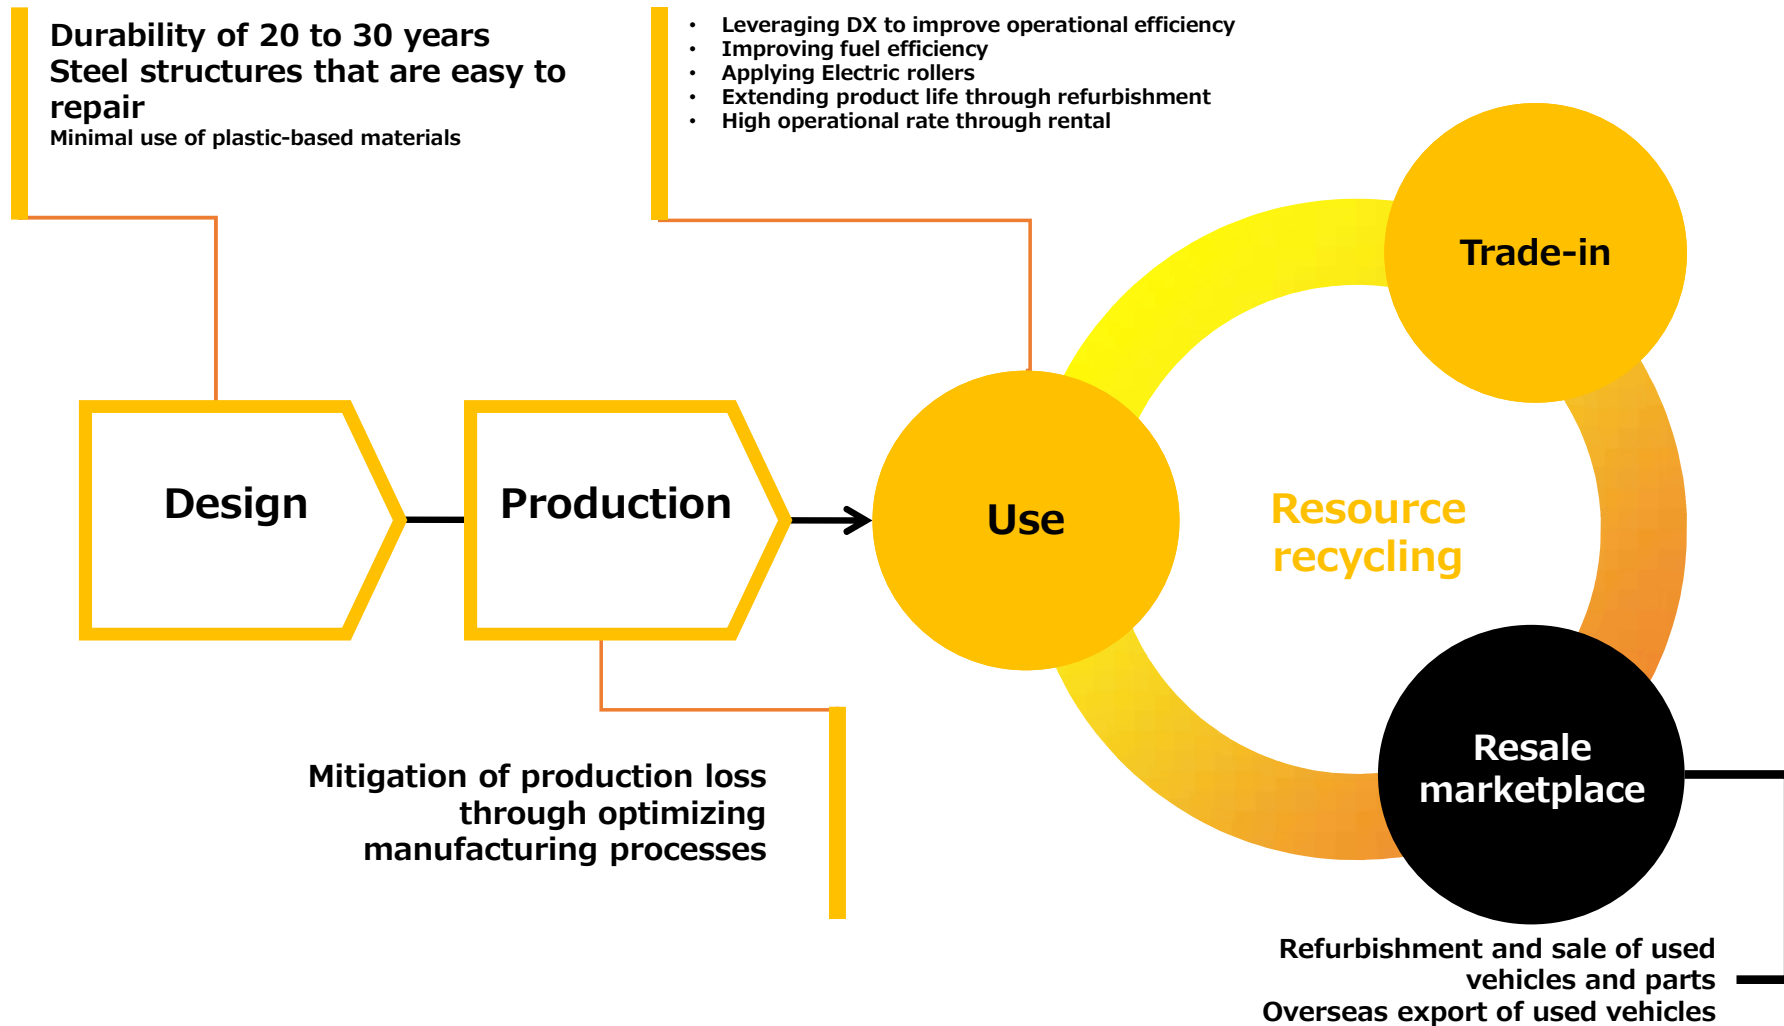 Durability of 20 to 30 years
Steel structures that are easy to
repair
Minimal use of plastic-based materials
• Leveraging DX to improve operational efficiency
• Improving fuel efficiency
• Applying Electric rollers
• Extending product life through refurbishment
• High operational rate through rental
Trade-in
Design
Production
Use
Resource
recycling
Resale
marketplace
Mitigation of production loss
through optimizing
manufacturing processes
Refurbishment and sale of used
vehicles and parts
Overseas export of used vehicles